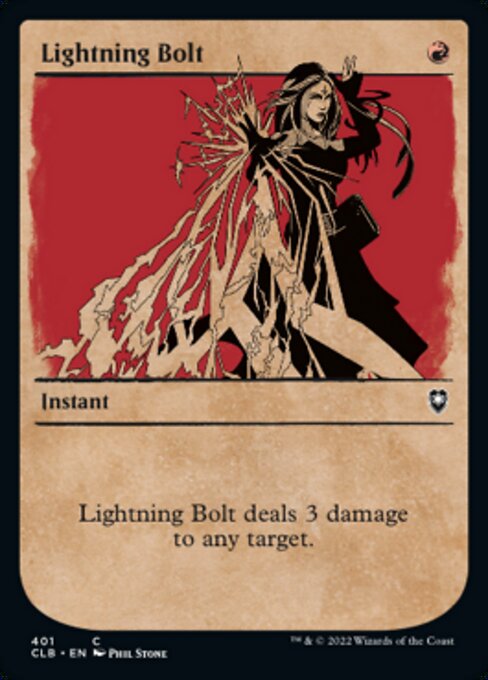 Lightning Bolt
Instant
Lightning Bolt deals 3 damage
to any target.
401 C
CLB • EN Phil Stone
™ & © 2022 Wizards of the Coast